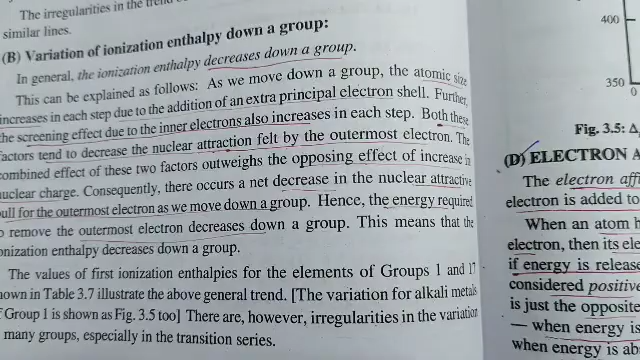 The irregularities in the trend
similar lines.
(B) Variation of ionization enthalpy down a group:
In general, the ionization enthalpy decreases down a group.
This can be explained as follows: As we move down a group, the atomic size
increases in each step due to the addition of an extra principal electron shell. Further,
the screening effect due to the inner electrons also increases in each step. Both these
factors tend to decrease the nuclear attraction felt by the outermost electron. The
combined effect of these two factors outweighs the opposing effect of increase in
nuclear charge. Consequently, there occurs a net decrease in the nuclear attractive
pull for the outermost electron as we move down a group. Hence, the energy required
o remove the outermost electron decreases down a group. This means that the
onization enthalpy decreases down a group.
The values of first ionization enthalpies for the elements of Groups 1 and 17
hown in Table 3.7 illustrate the above general trend. [The variation for alkali metals
f Group 1 is shown as Fig. 3.5 too] There are, however, irregularities in the variation
many groups, especially in the transition series.
400
350
0
Fig. 3.5: Δ
(D) ELECTRON A
The electron affi
electron is added to
When an atom h
electron, then its ele
if energy is release
considered positive
is just the opposite
— when energy is
when energy is ab